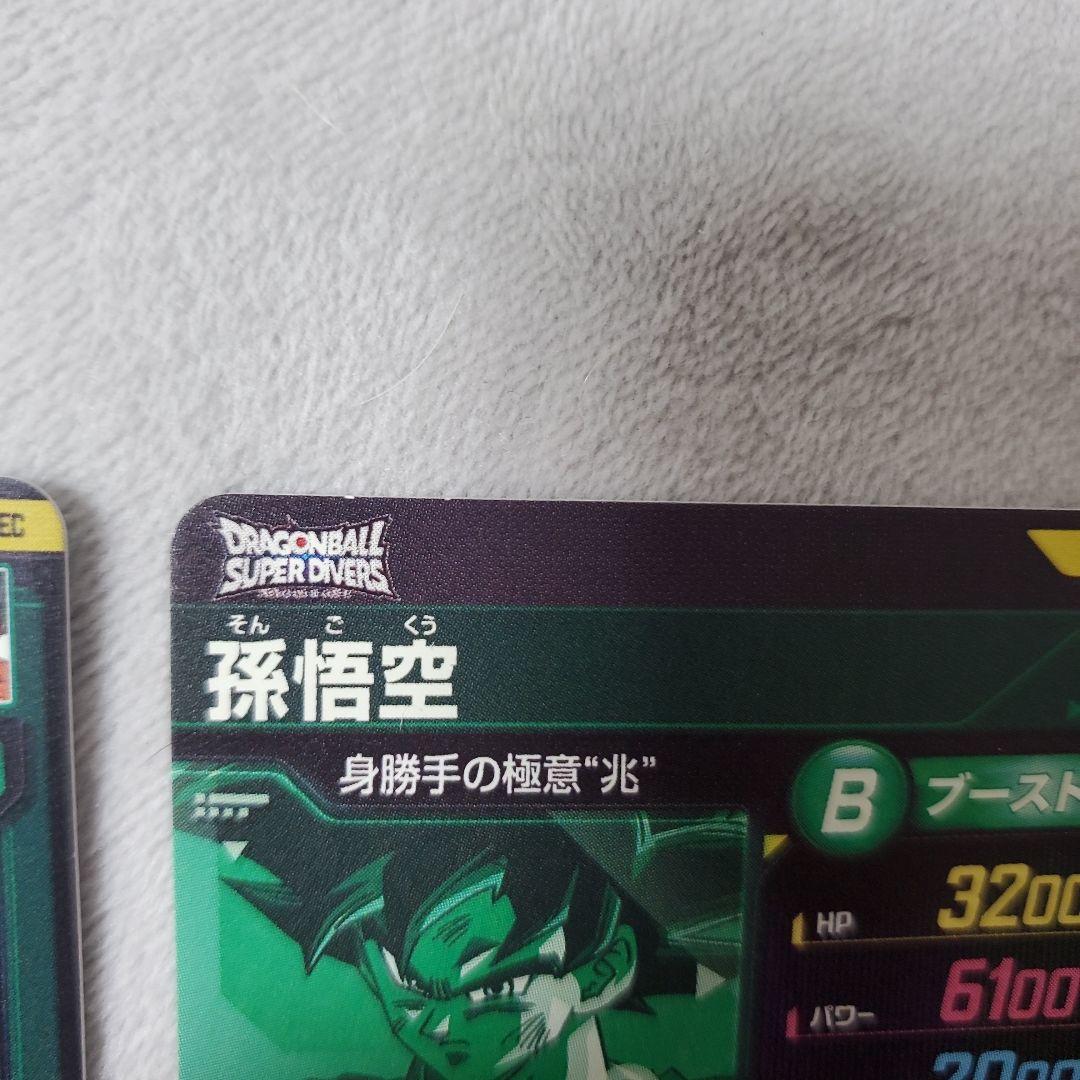 EC
DRAGONBALL
SUPER DIVERS
そん ご くう
孫悟空
身勝手の極意“兆”
B ブースト
HP 3200
パワー 6100